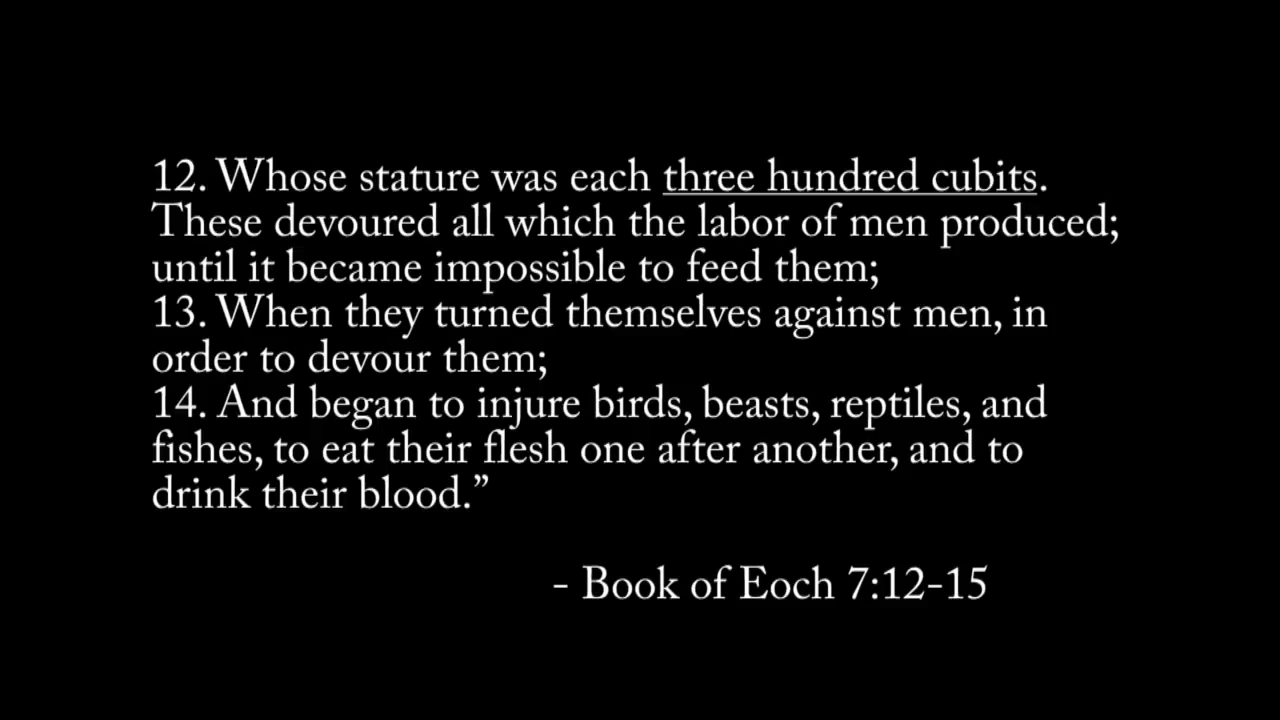 12. Whose stature was each three hundred cubits.
These devoured all which the labor of men produced;
until it became impossible to feed them;
13. When they turned themselves against men, in
order to devour them;
14. And began to injure birds, beasts, reptiles, and
fishes, to eat their flesh one after another, and to
drink their blood.”
- Book of Eoch 7:12-15